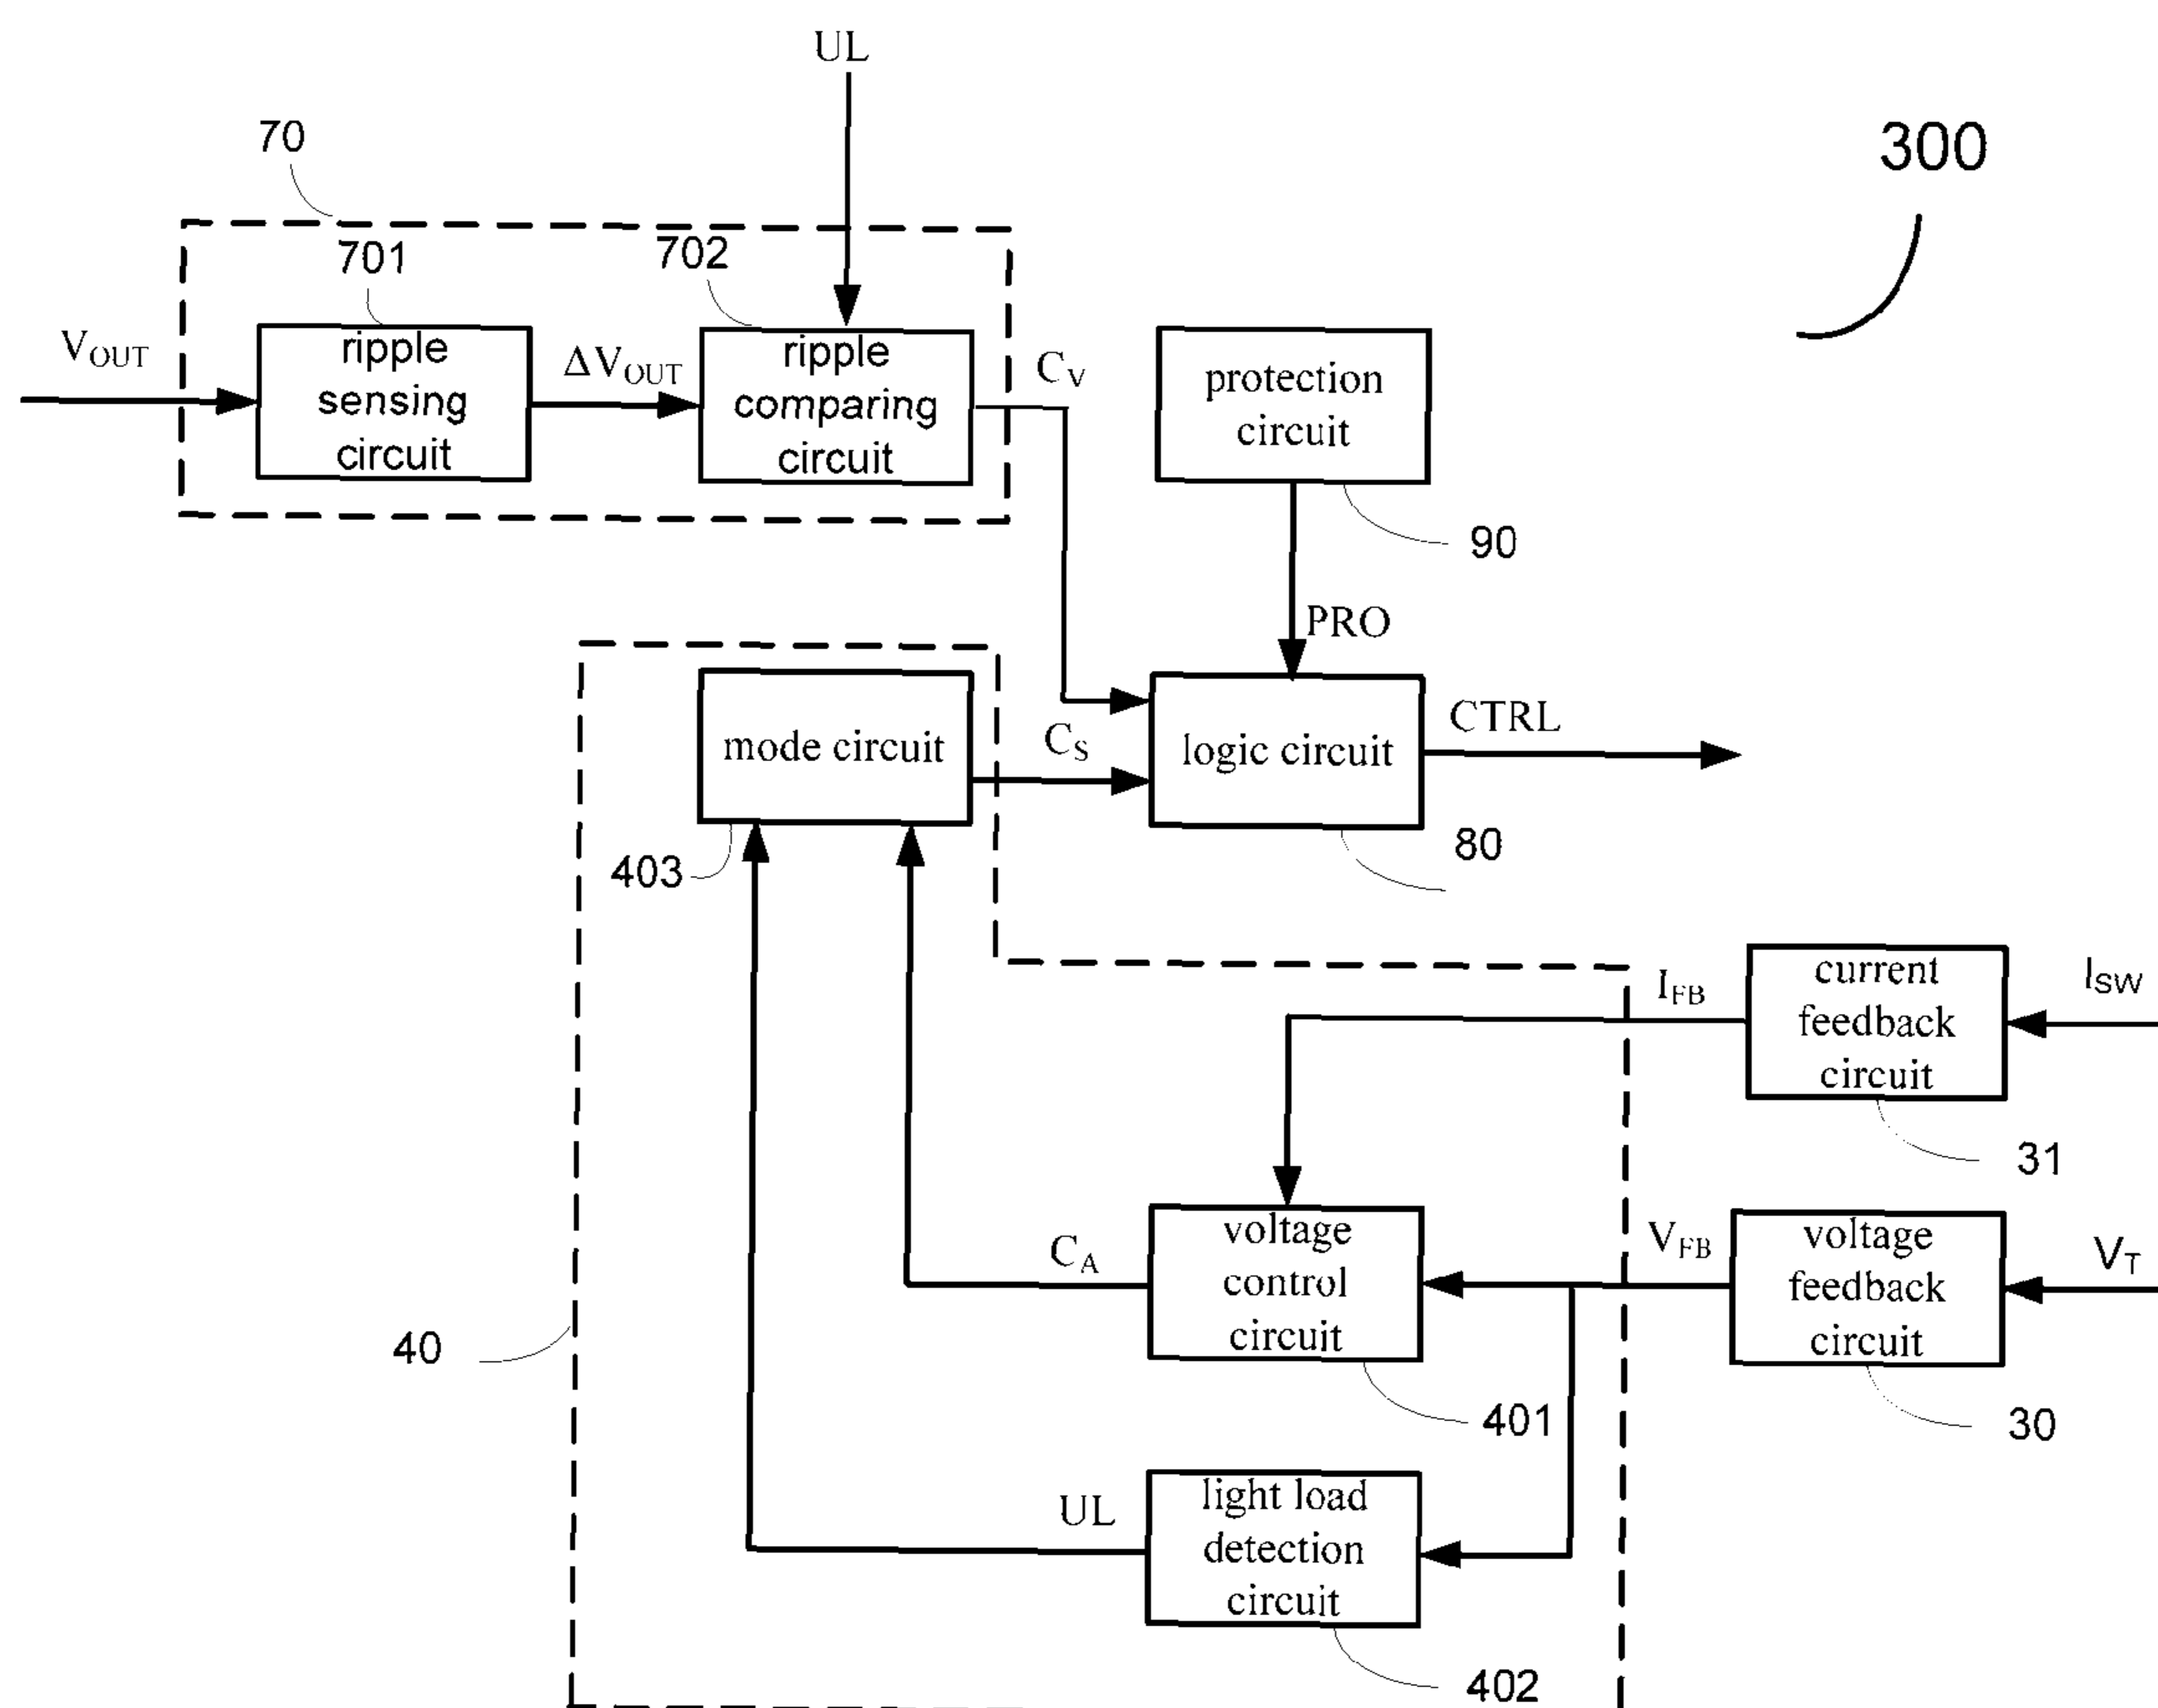 UL
70
300
701
702
VOUT
ripple
sensing
circuit
ΔVOUT
ripple
comparing
circuit
CV
protection
circuit
90
PRO
mode circuit
CS
logic circuit
CTRL
403
80
IFB
current
feedback
circuit
ISW
31
CA
voltage
control
circuit
VFB
voltage
feedback
circuit
VT
40
401
30
UL
light load
detection
circuit
402